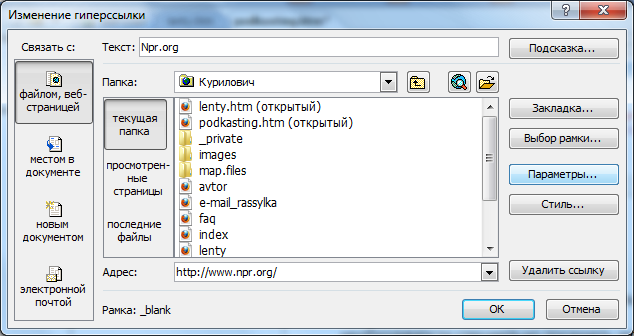 Изменение гиперссылки
Связать с:
Текст:
Npr.org
Подсказка...
файлом, веб-
страницей
Папка:
Курилович
местом в
документе
новым
документом
электронной
почтой
текущая
папка
просмотрен-
ные
страницы
последние
файлы
lenty.htm (открытый)
podkasting.htm (открытый)
_private
images
map.files
avtor
e-mail_rassylka
faq
index
lenty
Закладка...
Выбор рамки...
Параметры...
Стиль...
Адрес:
http://www.npr.org/
Удалить ссылку
Рамка: _blank
OK
Отмена